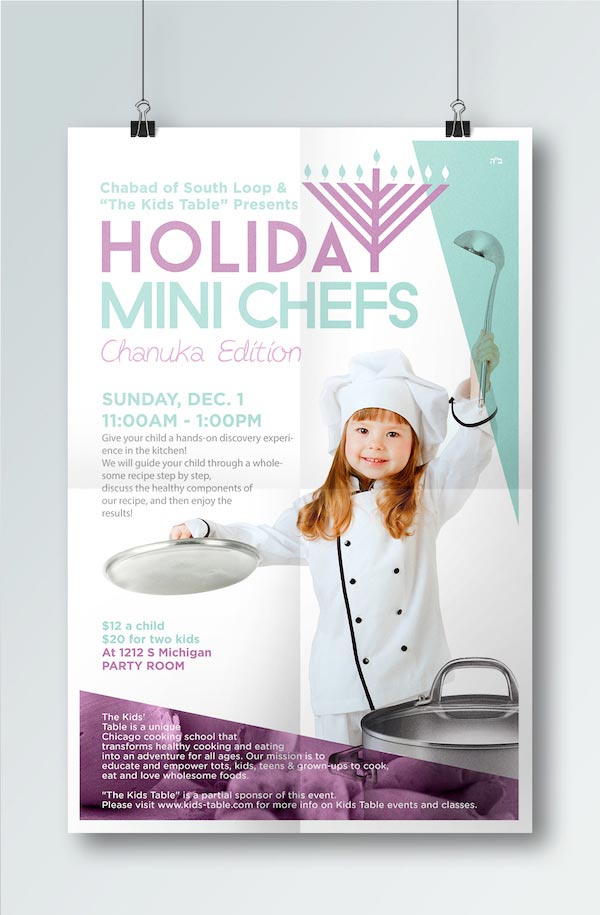 ב"ה
Chabad of South Loop &
“The Kids Table” Presents
HOLIDAY
MINI CHEFS
Chanuka Edition
SUNDAY, DEC. 1
11:00AM - 1:00PM
Give your child a hands-on discovery experi-
ence in the kitchen!
We will guide your child through a whole-
some recipe step by step,
discuss the healthy components of
our recipe, and then enjoy the
results!
$12 a child
$20 for two kids
At 1212 S Michigan
PARTY ROOM
The Kids'
Table is a unique
Chicago cooking school that
transforms healthy cooking and eating
into an adventure for all ages. Our mission is to
educate and empower tots, kids, teens & grown-ups to cook,
eat and love wholesome foods.
"The Kids Table" is a partial sponsor of this event.
Please visit www.kids-table.com for more info on Kids Table events and classes.